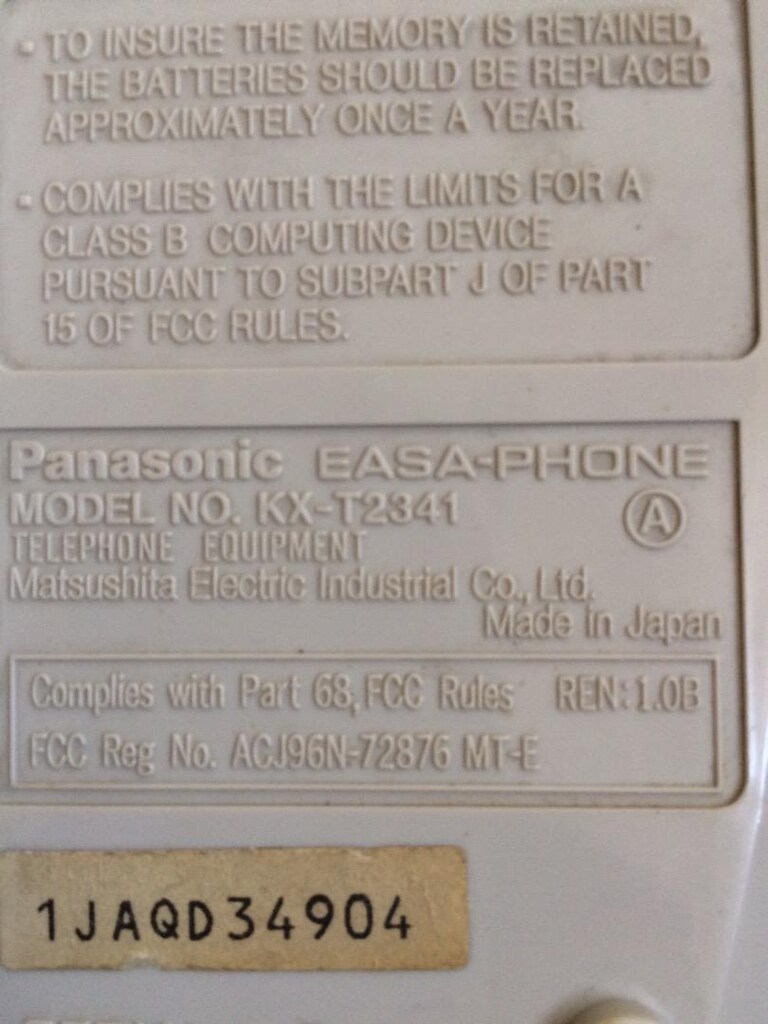 • TO INSURE THE MEMORY IS RETAINED,
THE BATTERIES SHOULD BE REPLACED
APPROXIMATELY ONCE A YEAR.
• COMPLIES WITH THE LIMITS FOR A
CLASS B COMPUTING DEVICE
PURSUANT TO SUBPART J OF PART
15 OF FCC RULES.
Panasonic EASA-PHONE
MODEL NO. KX-T2341 A
TELEPHONE EQUIPMENT
Matsushita Electric Industrial Co., Ltd.
Made in Japan
Complies with Part 68, FCC Rules REN: 1.0B
FCC Reg No. ACJ96N-72876 MT-E
1JAQD34904